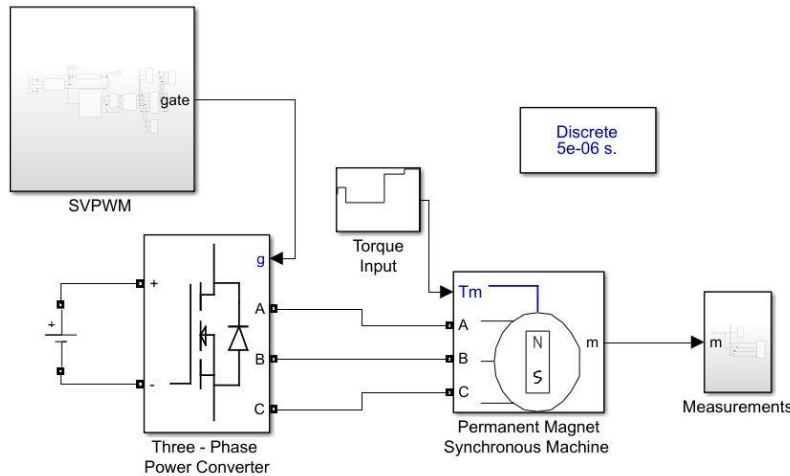 gate
SVPWM
Discrete
5e-06 s.
Torque
Input
g
+
A
B
-
C
+
Tm
A
B
C
N
S
m
m
Three - Phase
Power Converter
Permanent Magnet
Synchronous Machine
Measurements